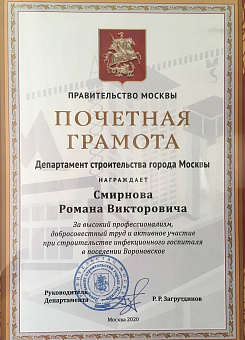 ПРАВИТЕЛЬСТВО МОСКВЫ
ПОЧЕТНАЯ
ГРАМОТА
Департамент строительства города Москвы
НАГРАЖДАЕТ
Смирнова
Романа Викторовича
За высокий профессионализм,
добросовестный труд и активное участие
при строительстве инфекционного госпиталя
в поселении Вороновское
Руководитель
Департамента
Р.Р. Загрутдинов
Москва 2020